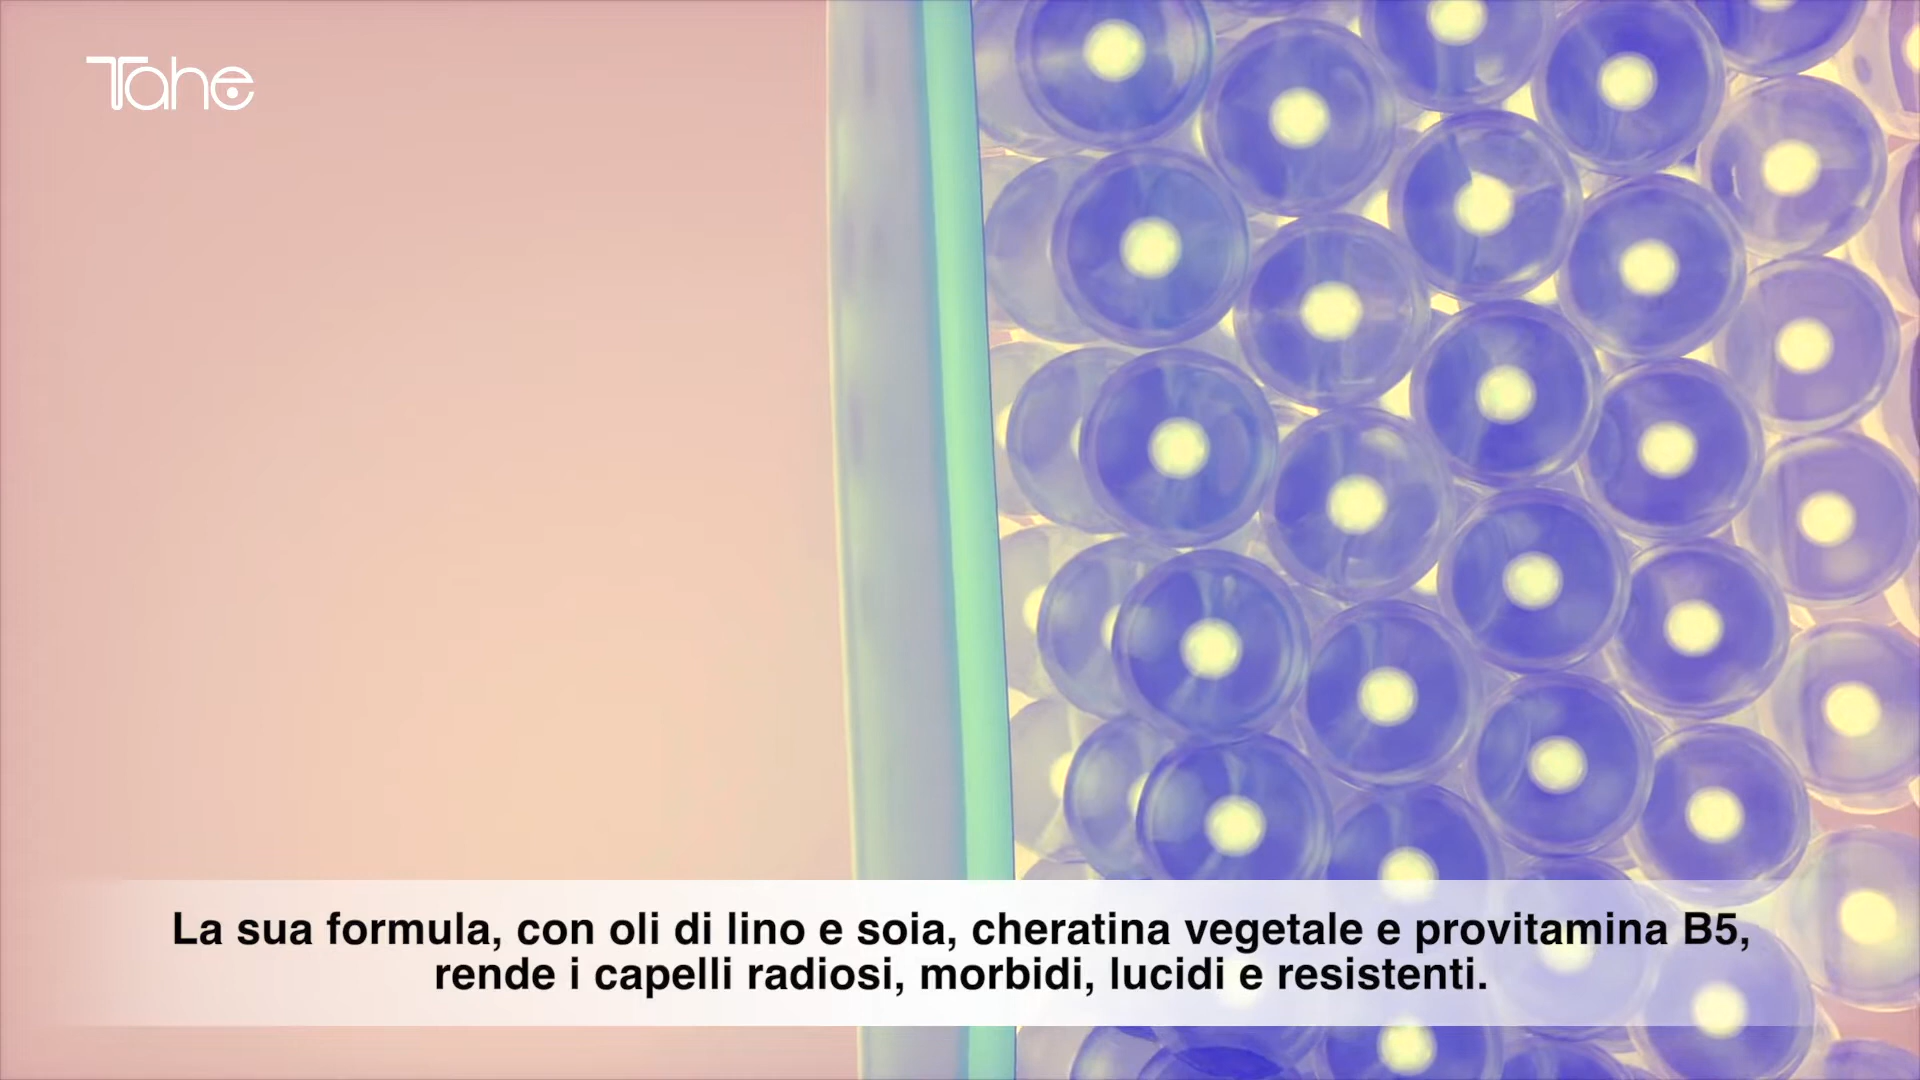 Tahe
La sua formula, con oli di lino e soia, cheratina vegetale e provitamina B5,
rende i capelli radiosi, morbidi, lucidi e resistenti.